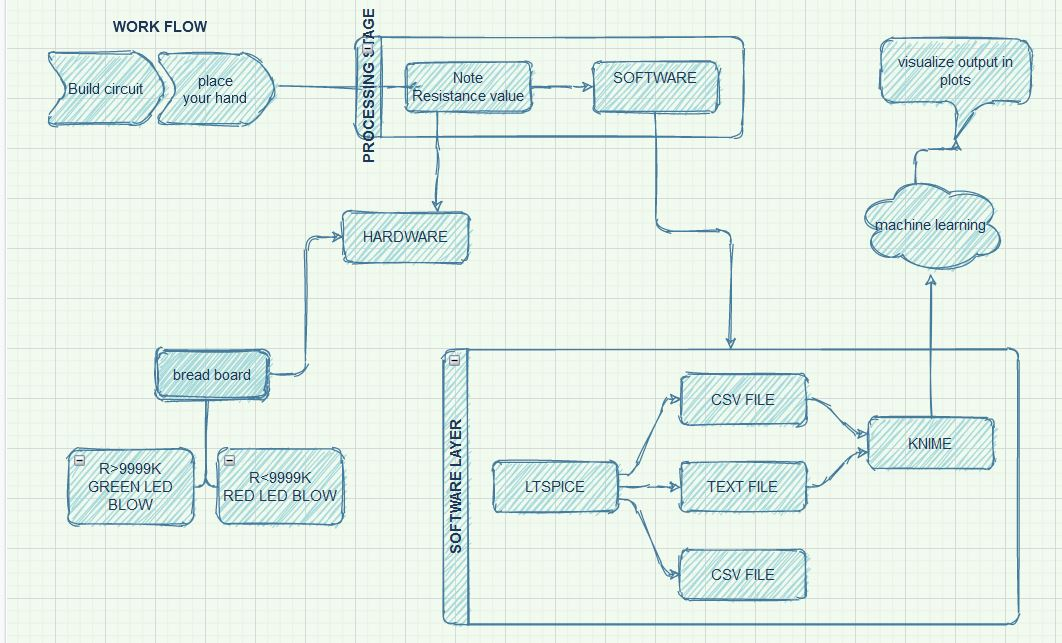 WORK FLOW
Build circuit
place
your hand
PROCESSING STAGE
Note
Resistance value
SOFTWARE
visualize output in
plots
HARDWARE
machine learning
bread board
R>9999K
GREEN LED
BLOW
R<9999K
RED LED BLOW
SOFTWARE LAYER
LTSPICE
CSV FILE
TEXT FILE
CSV FILE
KNIME